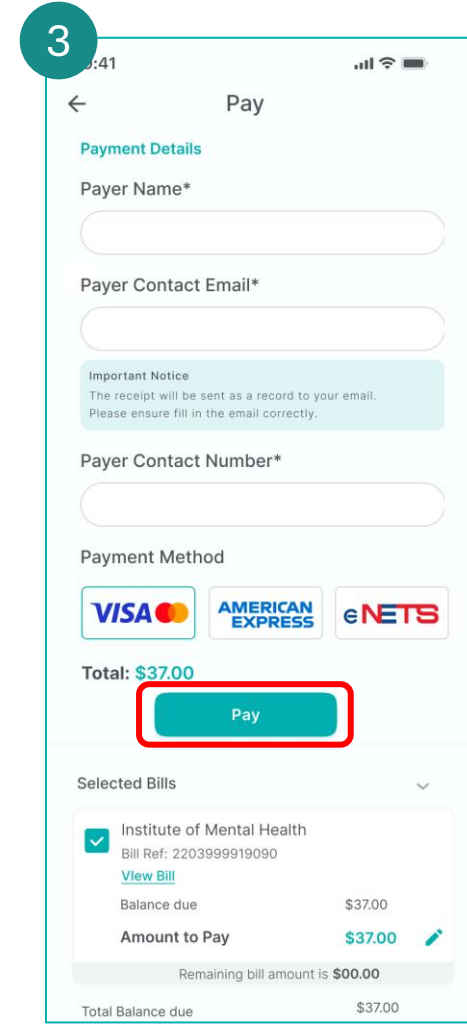 3
:41
Pay
Payment Details
Payer Name*
Payer Contact Email*
Important Notice
The receipt will be sent as a record to your email.
Please ensure fill in the email correctly.
Payer Contact Number*
Payment Method
VISA
AMERICAN
EXPRESS
eNETS
Total: $37.00
Pay
Selected Bills
Institute of Mental Health
Bill Ref: 2203999919090
VIew Bill
Balance due $37.00
Amount to Pay $37.00
Remaining bill amount is $00.00
Total Balance due $37.00